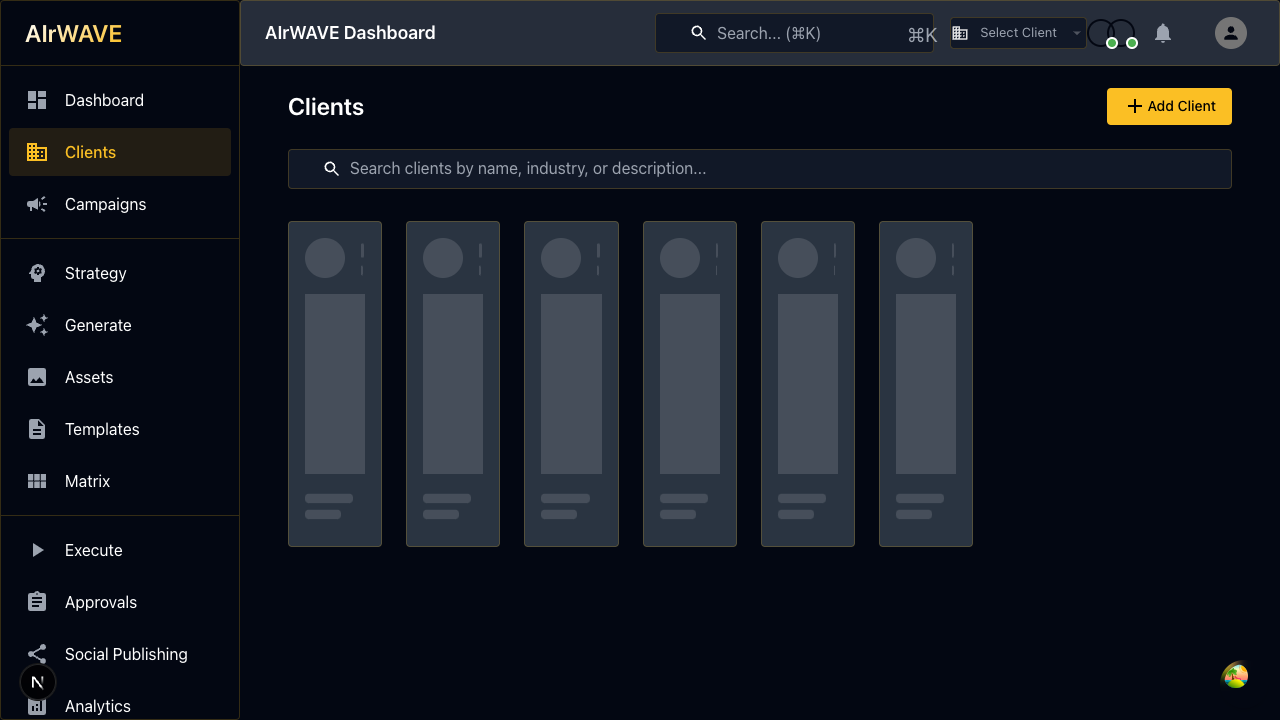 AIrWAVE
AIrWAVE Dashboard
Search... (⌘K)
⌘K
Select Client
Dashboard
Clients
Campaigns
Strategy
Generate
Assets
Templates
Matrix
Execute
Approvals
Social Publishing
N
Analytics
Clients
Add Client
Search clients by name, industry, or description...